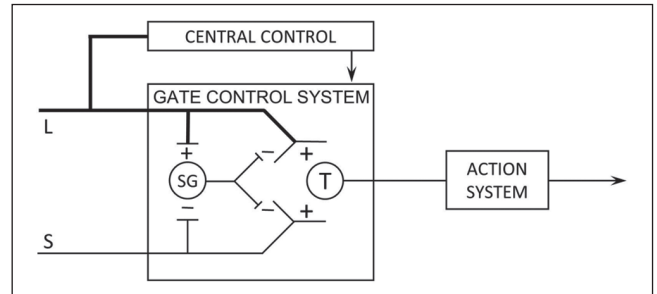 CENTRAL CONTROL
GATE CONTROL SYSTEM
L
+
SG
−
−
−
+
T
+
ACTION
SYSTEM
S